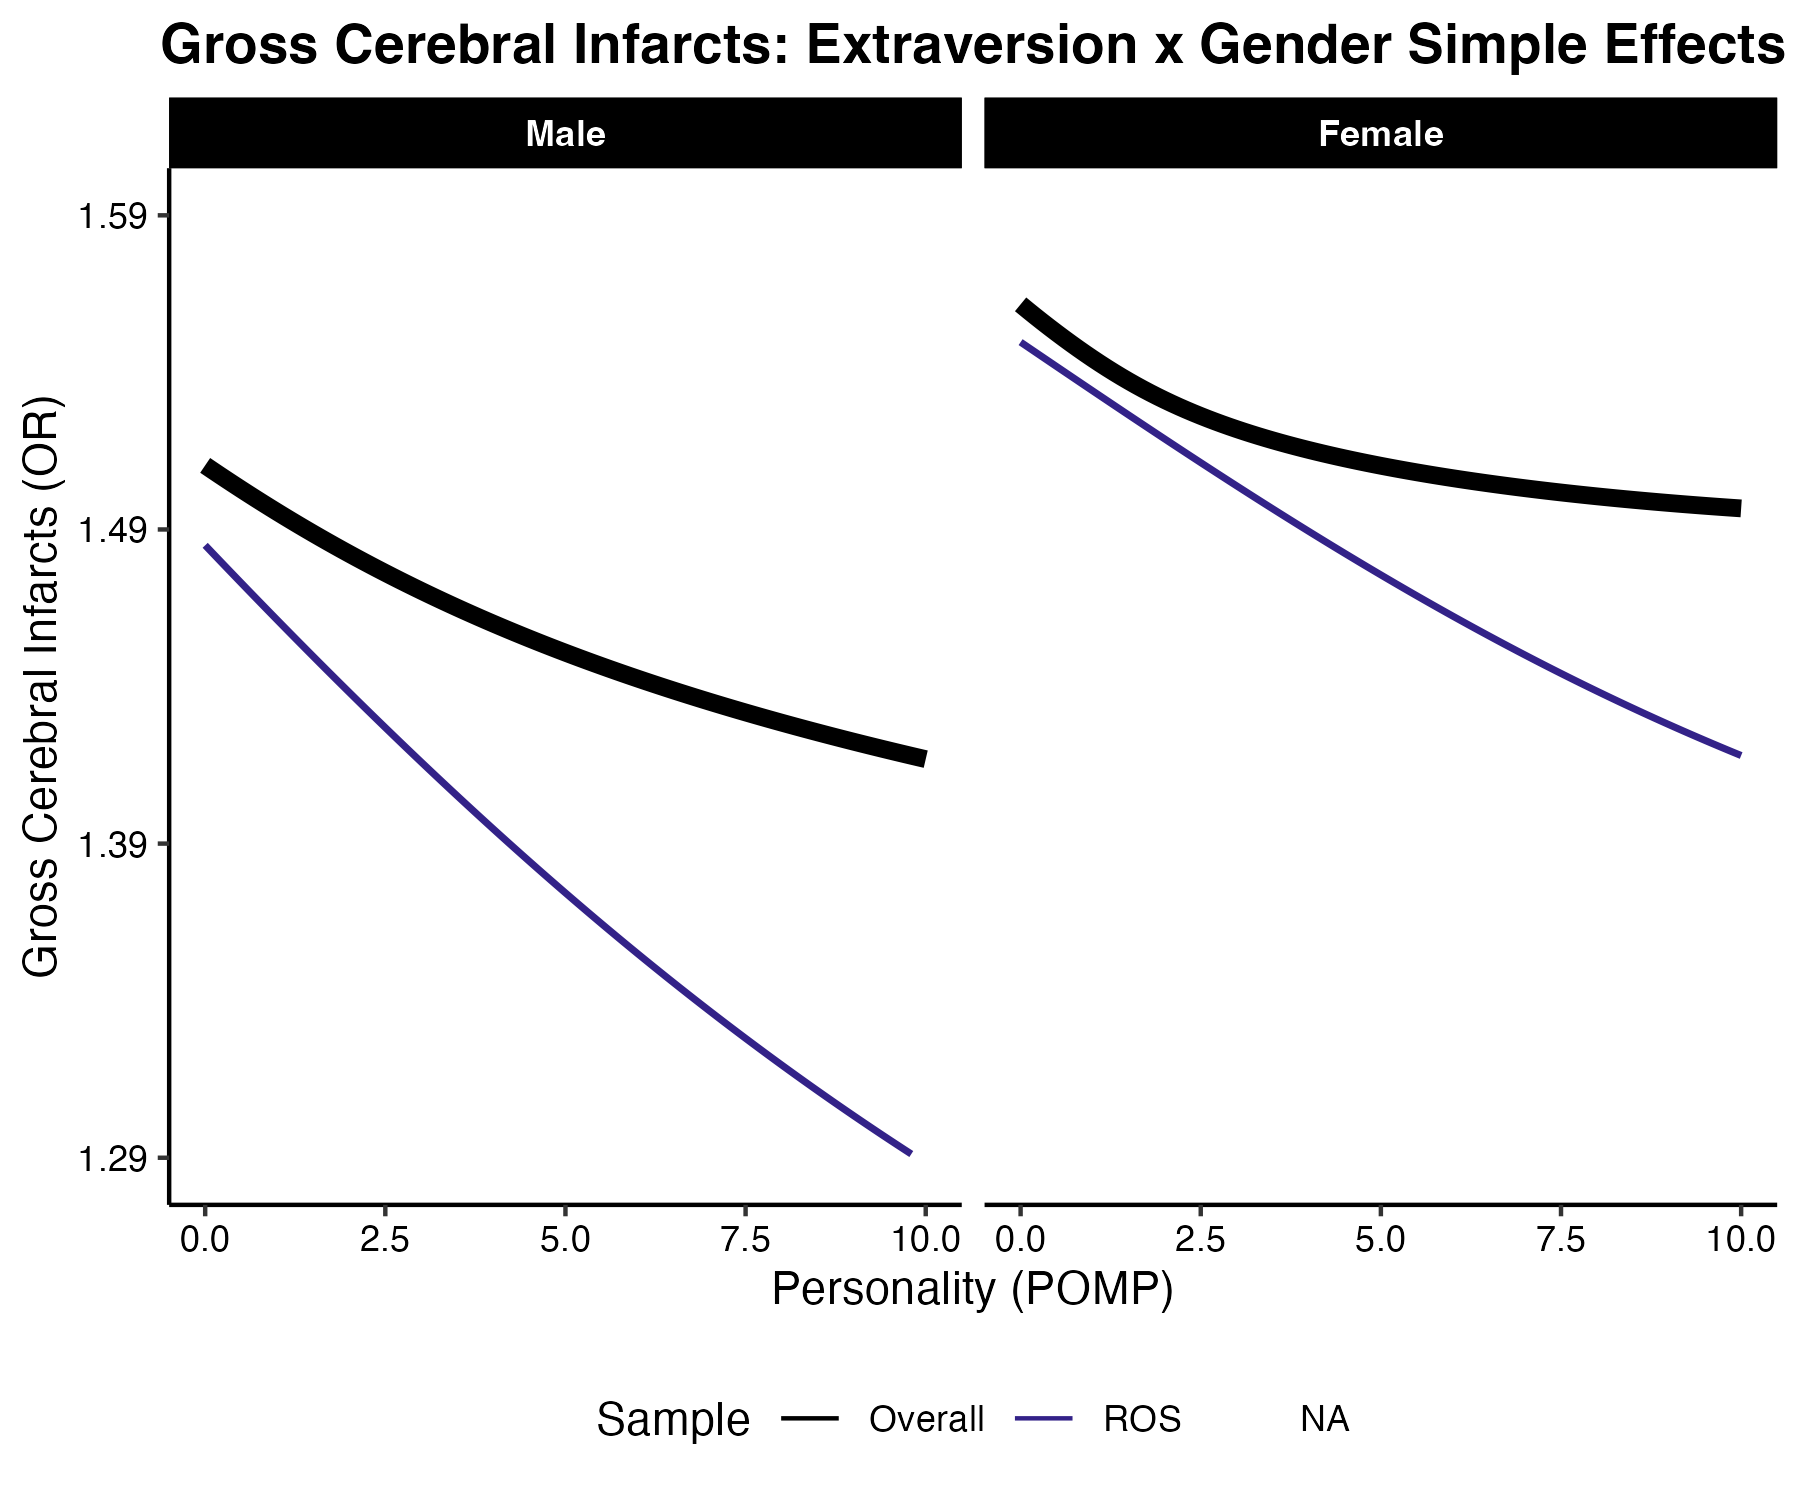 Gross Cerebral Infarcts: Extraversion x Gender Simple Effects
Male
Female
Gross Cerebral Infarcts (OR)
1.59
1.49
1.39
1.29
0.0 2.5 5.0 7.5 10.0 0.0 2.5 5.0 7.5 10.0
Personality (POMP)
Sample Overall ROS NA